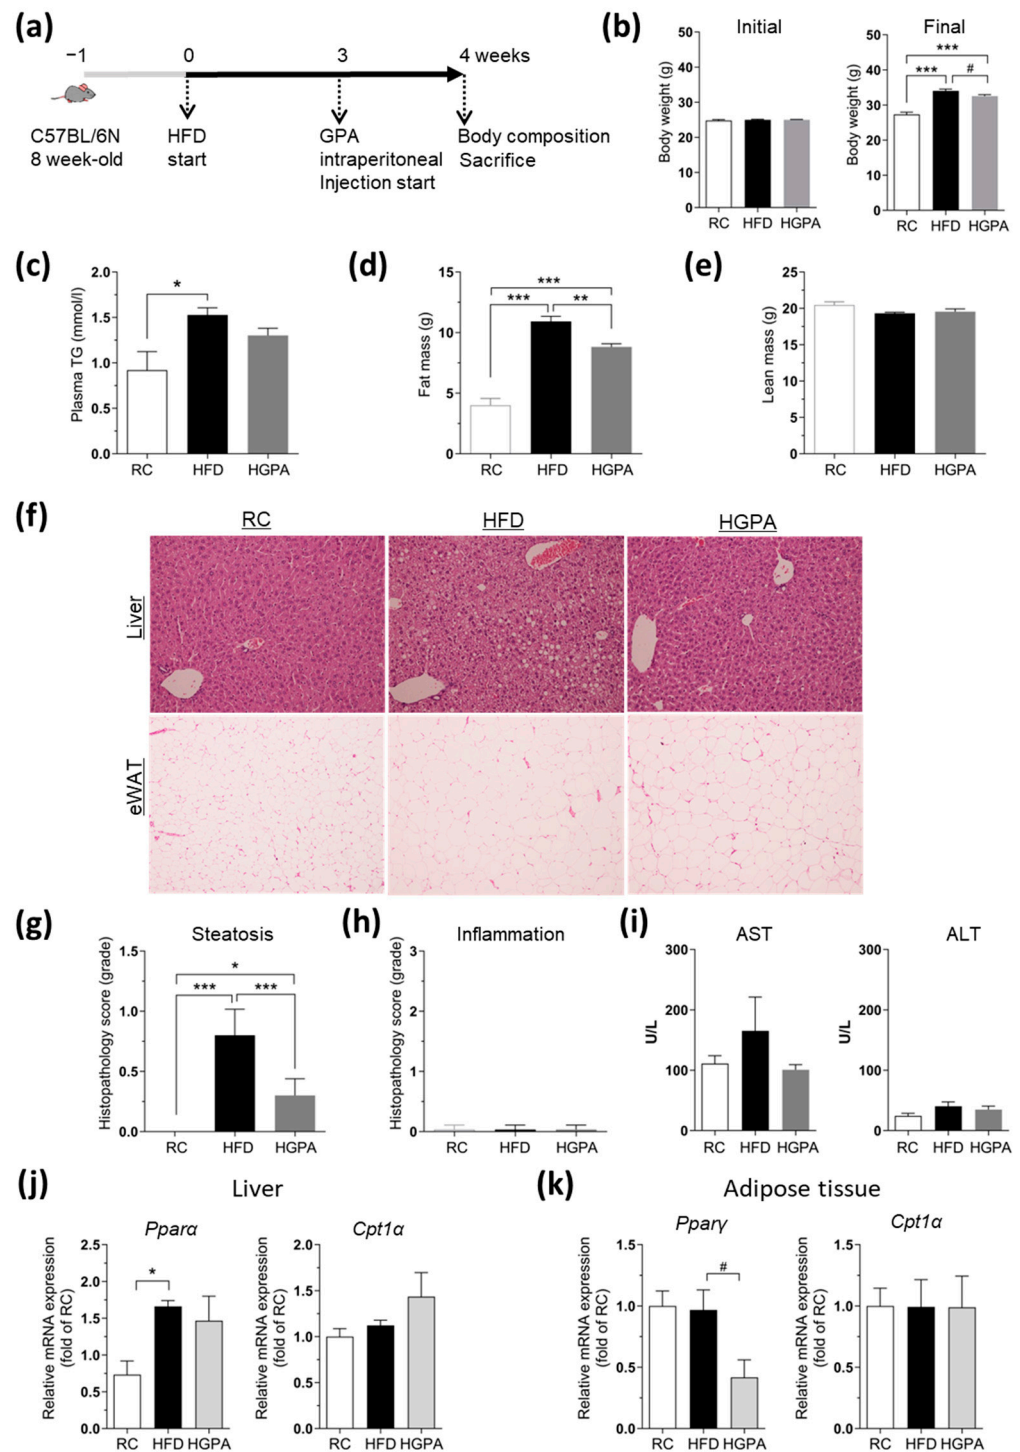 (a)
−1 0 3 4 weeks
C57BL/6N
8 week-old
HFD
start
GPA
intraperitoneal
Injection start
Body composition
Sacrifice
(b)
Initial
Body weight (g)
50
40
30
20
10
0
RC HFD HGPA
Final
Body weight (g)
50
40
30
20
10
0
***
*** #
RC HFD HGPA
(c)
Plasma TG (mmol/l)
2.0
1.5
1.0
0.5
0.0
*
RC HFD HGPA
(d)
Fat mass (g)
15
10
5
0
***
*** **
RC HFD HGPA
(e)
Lean mass (g)
25
20
15
10
5
0
RC HFD HGPA
(f)
RC HFD HGPA
Liver
eWAT
(g)
Steatosis
Histopathology score (grade)
1.5
1.0
0.5
0.0
*
*** ***
RC HFD HGPA
(h)
Inflammation
Histopathology score (grade)
3
2
1
0
RC HFD HGPA
(i)
AST
U/L
300
200
100
0
RC HFD HGPA
ALT
U/L
300
200
100
0
RC HFD HGPA
(j)
Liver
Pparα
Relative mRNA expression
(fold of RC)
2.5
2.0
1.5
1.0
0.5
0.0
*
RC HFD HGPA
Cpt1α
Relative mRNA expression
(fold of RC)
2.0
1.5
1.0
0.5
0.0
RC HFD HGPA
(k)
Adipose tissue
Pparγ
Relative mRNA expression
(fold of RC)
1.5
1.0
0.5
0.0
#
RC HFD HGPA
Cpt1α
Relative mRNA expression
(fold of RC)
1.5
1.0
0.5
0.0
RC HFD HGPA